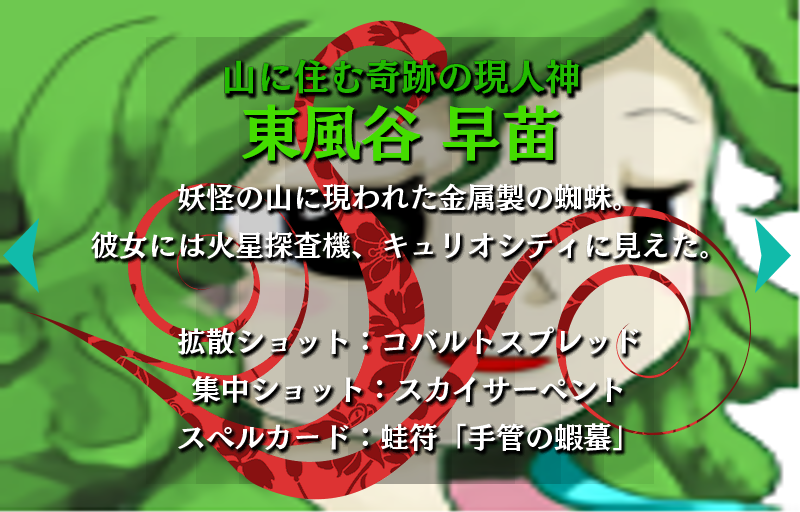 山に住む奇跡の現人神
東風谷 早苗
妖怪の山に現われた金属製の蜘蛛。
彼女には火星探査機、キュリオシティに見えた。
拡散ショット：コバルトスプレッド
集中ショット：スカイサーペント
スペルカード：蛙符「手管の蝦蟇」